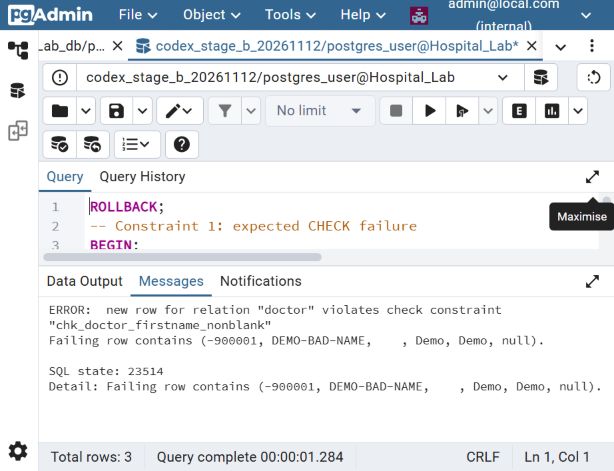 pgAdmin File Object Tools Help admin@local.com
(internal)
_ab_db/p... codex_stage_b_20261112/postgres_user@Hospital_Lab*
codex_stage_b_20261112/postgres_user@Hospital_Lab
No limit
E
Query Query History
Maximise
1 ROLLBACK;
2 -- Constraint 1: expected CHECK failure
3 BEGIN;
Data Output Messages Notifications
ERROR:  new row for relation "doctor" violates check constraint
"chk_doctor_firstname_nonblank"
Failing row contains (-900001, DEMO-BAD-NAME,    , Demo, Demo, null).
SQL state: 23514
Detail: Failing row contains (-900001, DEMO-BAD-NAME,    , Demo, Demo, null).
Total rows: 3 Query complete 00:00:01.284 CRLF Ln 1, Col 1